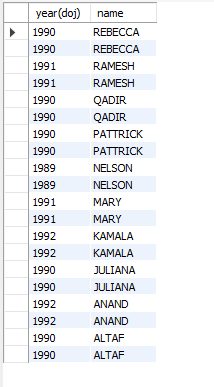 year(doj) name
1990 REBECCA
1990 REBECCA
1991 RAMESH
1991 RAMESH
1990 QADIR
1990 QADIR
1990 PATTRICK
1990 PATTRICK
1989 NELSON
1989 NELSON
1991 MARY
1991 MARY
1992 KAMALA
1992 KAMALA
1990 JULIANA
1990 JULIANA
1992 ANAND
1992 ANAND
1990 ALTAF
1990 ALTAF